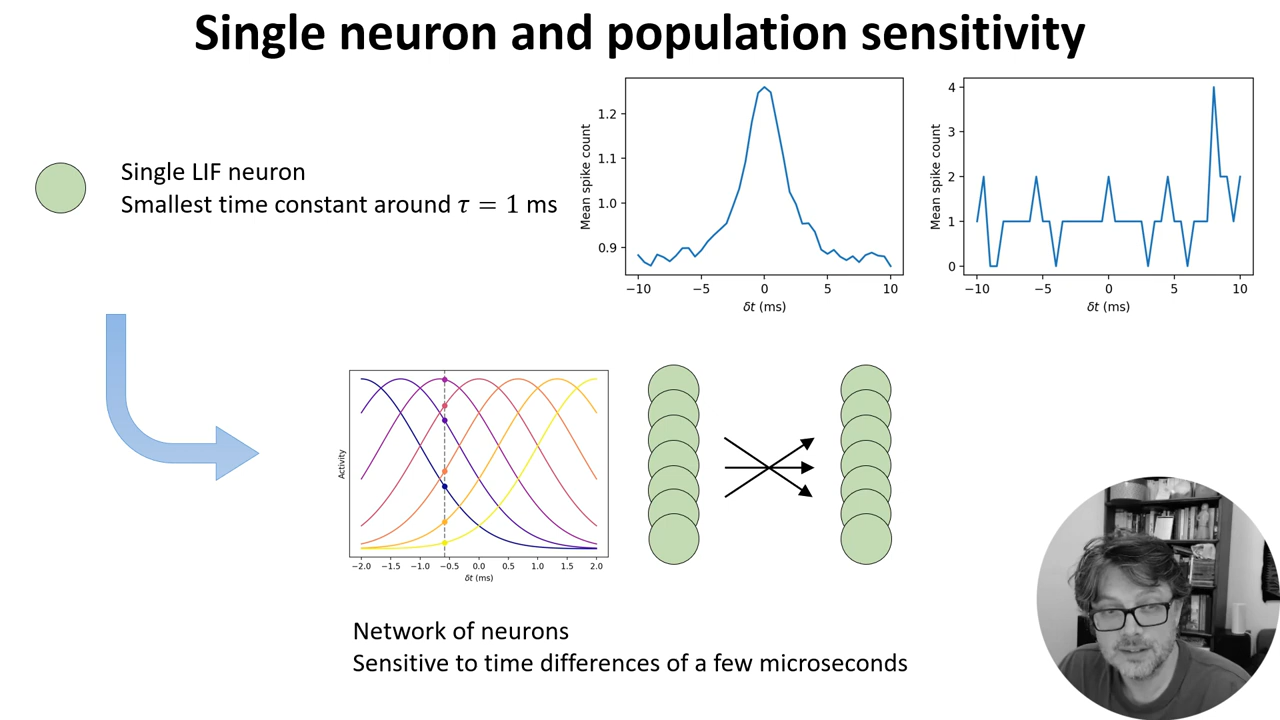 Single neuron and population sensitivity
Single LIF neuron
Smallest time constant around τ = 1 ms
Mean spike count
1.2
1.1
1.0
0.9
−10
−5
0
5
10
δt (ms)
Mean spike count
4
3
2
1
0
−10
−5
0
5
10
δt (ms)
Activity
−2.0
−1.5
−1.0
−0.5
0.0
0.5
1.0
1.5
2.0
δt (ms)
Network of neurons
Sensitive to time differences of a few microseconds